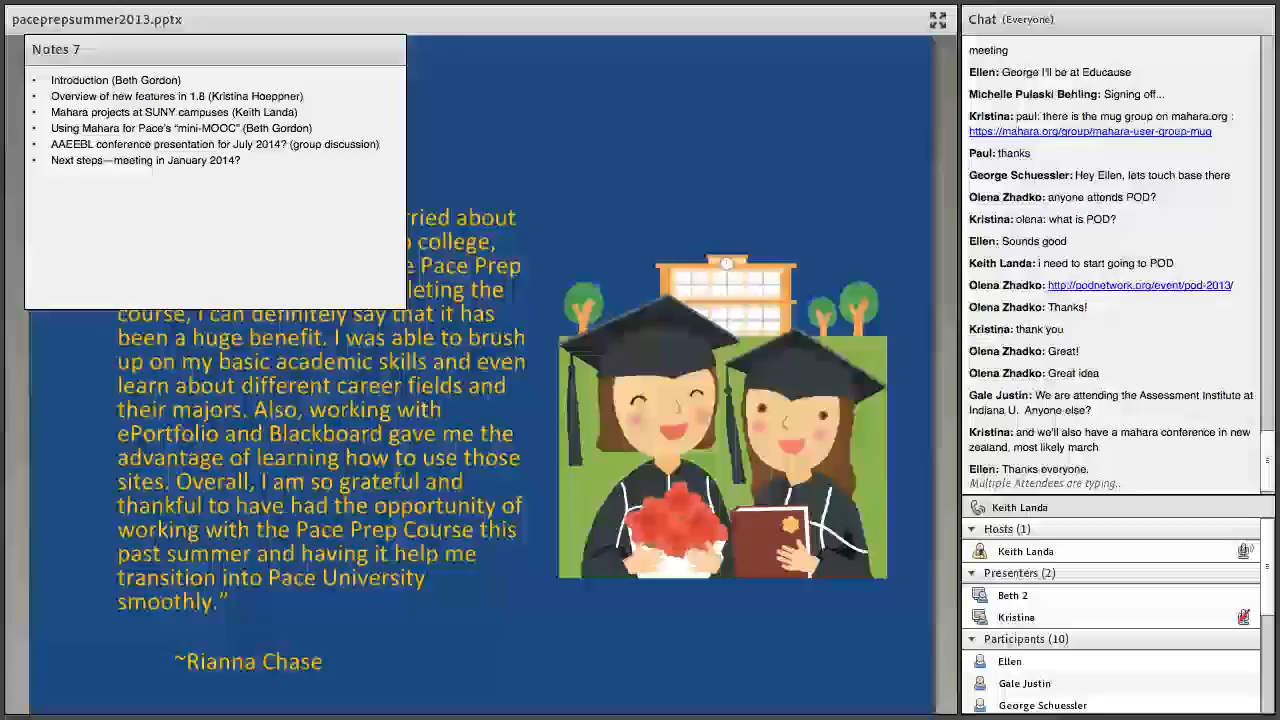 paceprepsummer2013.pptx
Notes 7
• Introduction (Beth Gordon)
• Overview of new features in 1.8 (Kristina Hoeppner)
• Mahara projects at SUNY campuses (Keith Landa)
• Using Mahara for Pace's “mini-MOOC” (Beth Gordon)
• AAEEBL conference presentation for July 2014? (group discussion)
• Next steps—meeting in January 2014?
rried about
college,
Pace Prep
leting the
course, I can definitely say that it has
been a huge benefit. I was able to brush
up on my basic academic skills and even
learn about different career fields and
their majors. Also, working with
ePortfolio and Blackboard gave me the
advantage of learning how to use those
sites. Overall, I am so grateful and
thankful to have had the opportunity of
working with the Pace Prep Course this
past summer and having it help me
transition into Pace University
smoothly.”
~Rianna Chase
Chat (Everyone)
meeting
Ellen: George I'll be at Educause
Michelle Pulaski Behling: Signing off...
Kristina: paul: there is the mug group on mahara.org :
https://mahara.org/group/mahara-user-group-mug
Paul: thanks
George Schuessler: Hey Ellen, lets touch base there
Olena Zhadko: anyone attends POD?
Kristina: olena: what is POD?
Ellen: Sounds good
Keith Landa: i need to start going to POD
Olena Zhadko: http://podnetwork.org/event/pod-2013/
Olena Zhadko: Thanks!
Kristina: thank you
Olena Zhadko: Great!
Olena Zhadko: Great idea
Gale Justin: We are attending the Assessment Institute at
Indiana U. Anyone else?
Kristina: and we'll also have a mahara conference in new
zealand, most likely march
Ellen: Thanks everyone.
Multiple Attendees are typing...
Keith Landa
Hosts (1)
Keith Landa
Presenters (2)
Beth 2
Kristina
Participants (10)
Ellen
Gale Justin
George Schuessler